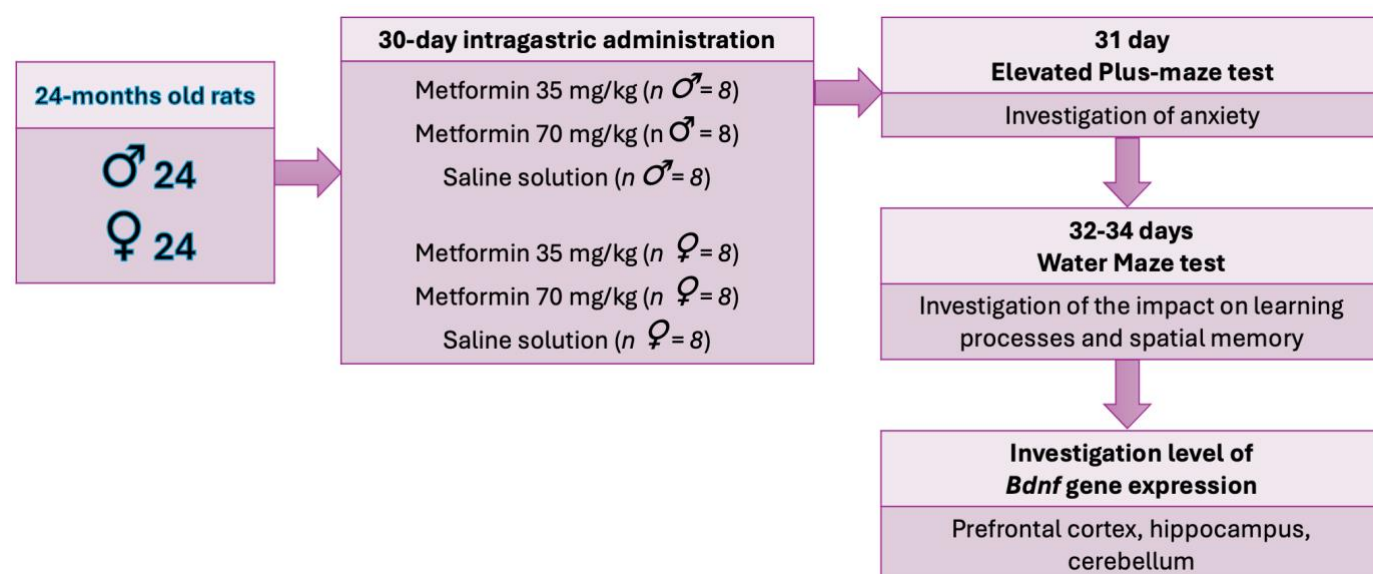 24-months old rats
♂ 24
♀ 24
30-day intragastric administration
Metformin 35 mg/kg (n ♂= 8)
Metformin 70 mg/kg (n ♂ = 8)
Saline solution (n ♂= 8)
Metformin 35 mg/kg (n ♀ = 8)
Metformin 70 mg/kg (n ♀ = 8)
Saline solution (n ♀ = 8)
31 day
Elevated Plus-maze test
Investigation of anxiety
32-34 days
Water Maze test
Investigation of the impact on learning
processes and spatial memory
Investigation level of
Bdnf gene expression
Prefrontal cortex, hippocampus,
cerebellum